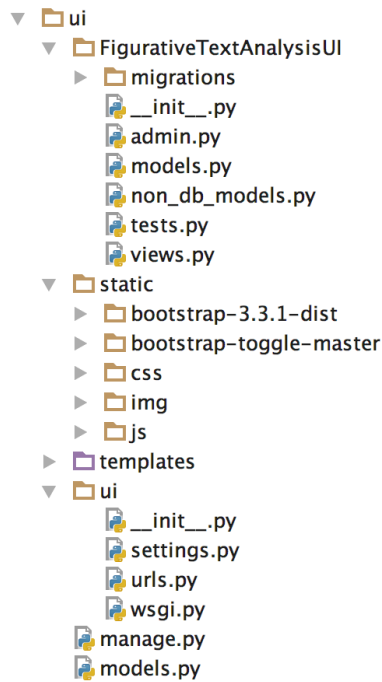 ui
FigurativeTextAnalysisUI
migrations
__init__.py
admin.py
models.py
non_db_models.py
tests.py
views.py
static
bootstrap-3.3.1-dist
bootstrap-toggle-master
css
img
js
templates
ui
__init__.py
settings.py
urls.py
wsgi.py
manage.py
models.py